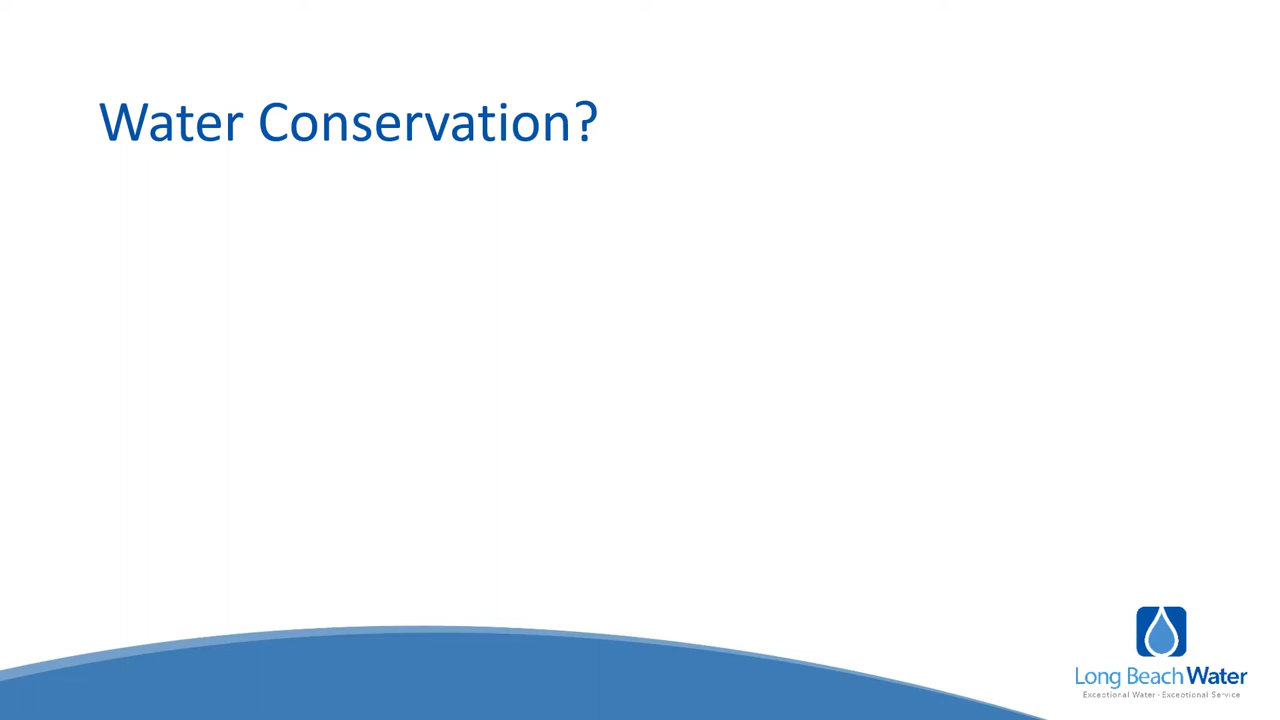 Water Conservation?
Long Beach Water
Exceptional Water - Exceptional Service